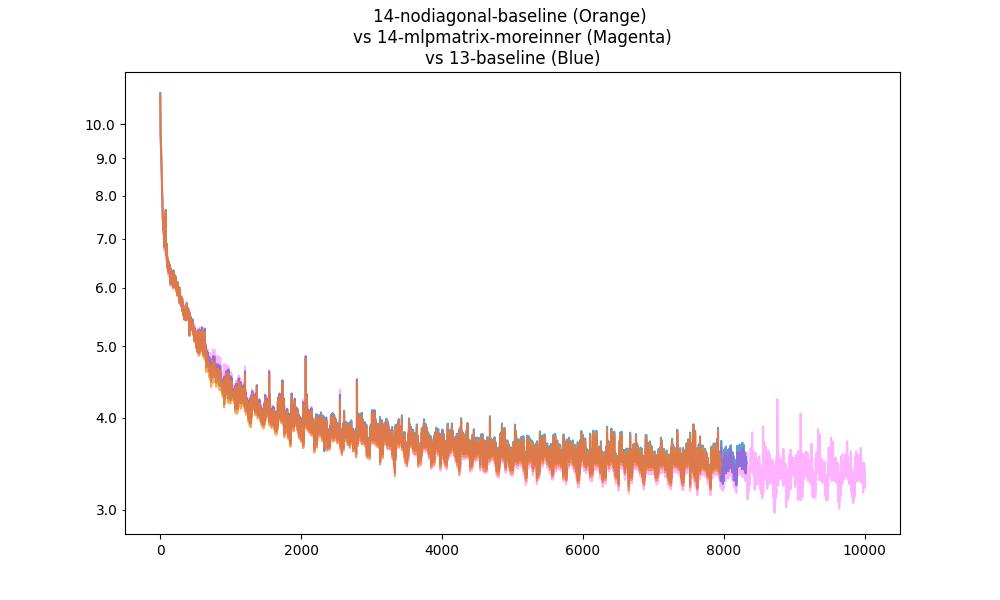 14-nodiagonal-baseline (Orange)
vs 14-mlpmatrix-moreinner (Magenta)
vs 13-baseline (Blue)
10.0
9.0
8.0
7.0
6.0
5.0
4.0
3.0
0 2000 4000 6000 8000 10000